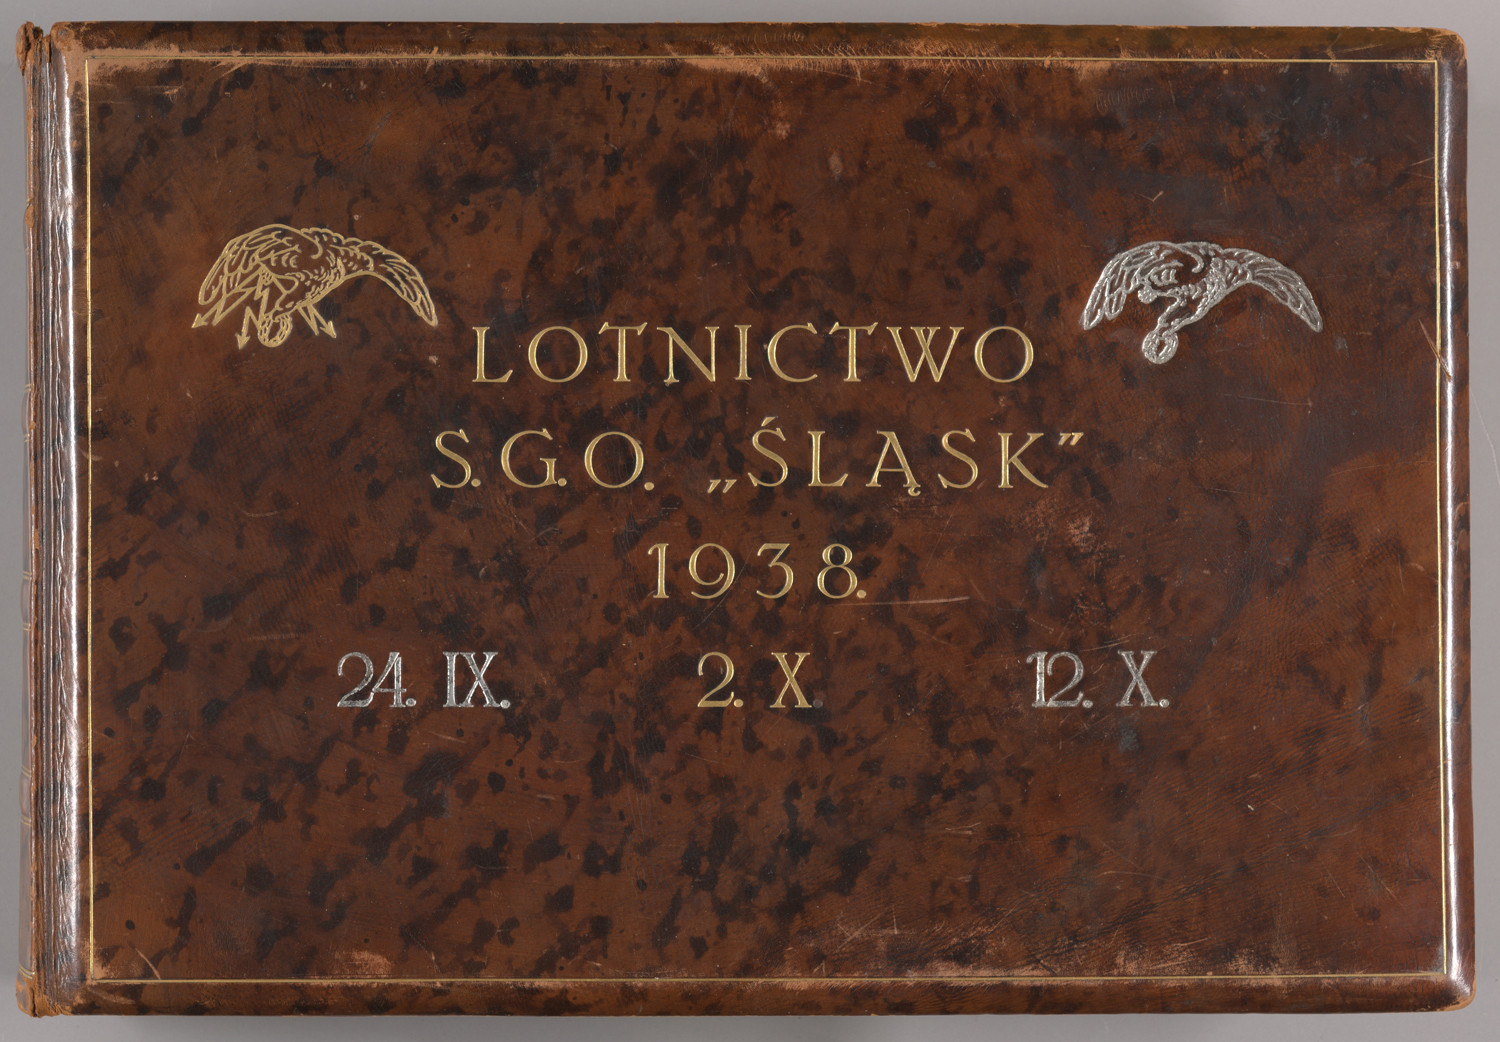 LOTNICTWO
S.G.O. „ŚLĄSK”
1938.
24. IX. 2. X. 12. X.